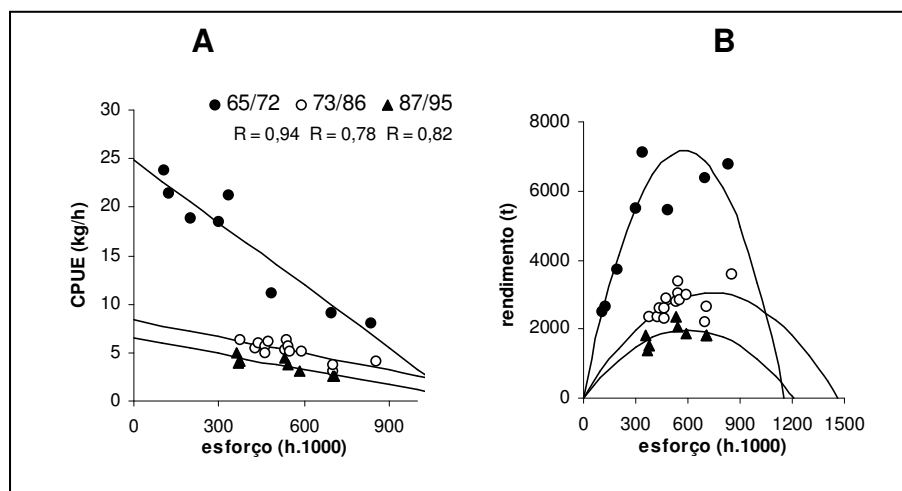 A
● 65/72 ○ 73/86 ▲ 87/95
R = 0,94 R = 0,78 R = 0,82
30
25
20
15
10
5
0
CPUE (kg/h)
0 300 600 900
esforço (h.1000)
B
8000
6000
4000
2000
0
rendimento (t)
0 300 600 900 1200 1500
esforço (h.1000)